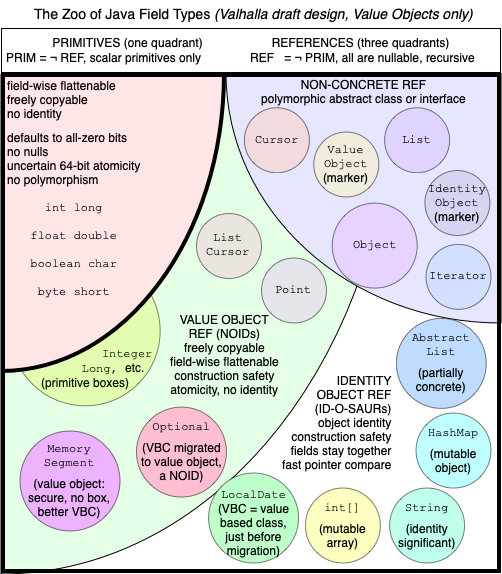 The Zoo of Java Field Types (Valhalla draft design, Value Objects only)
PRIMITIVES (one quadrant)
PRIM = ¬ REF, scalar primitives only
REFERENCES (three quadrants)
REF = ¬ PRIM, all are nullable, recursive
field-wise flattenable
freely copyable
no identity
defaults to all-zero bits
no nulls
uncertain 64-bit atomicity
no polymorphism
int long
float double
boolean char
byte short
NON-CONCRETE REF
polymorphic abstract class or interface
Cursor
Value
Object
(marker)
List
Identity
Object
(marker)
Object
Iterator
List
Cursor
Point
VALUE OBJECT
REF (NOIDs)
freely copyable
field-wise flattenable
construction safety
atomicity, no identity
Integer
Long, etc.
(primitive boxes)
Optional
(VBC migrated
to value object,
a NOID)
Memory
Segment
(value object:
secure, no box,
better VBC)
IDENTITY
OBJECT REF
(ID-O-SAURs)
object identity
construction safety
fields stay together
fast pointer compare
Abstract
List
(partially
concrete)
HashMap
(mutable
object)
LocalDate
(VBC = value
based class,
just before
migration)
int[]
(mutable
array)
String
(identity
significant)